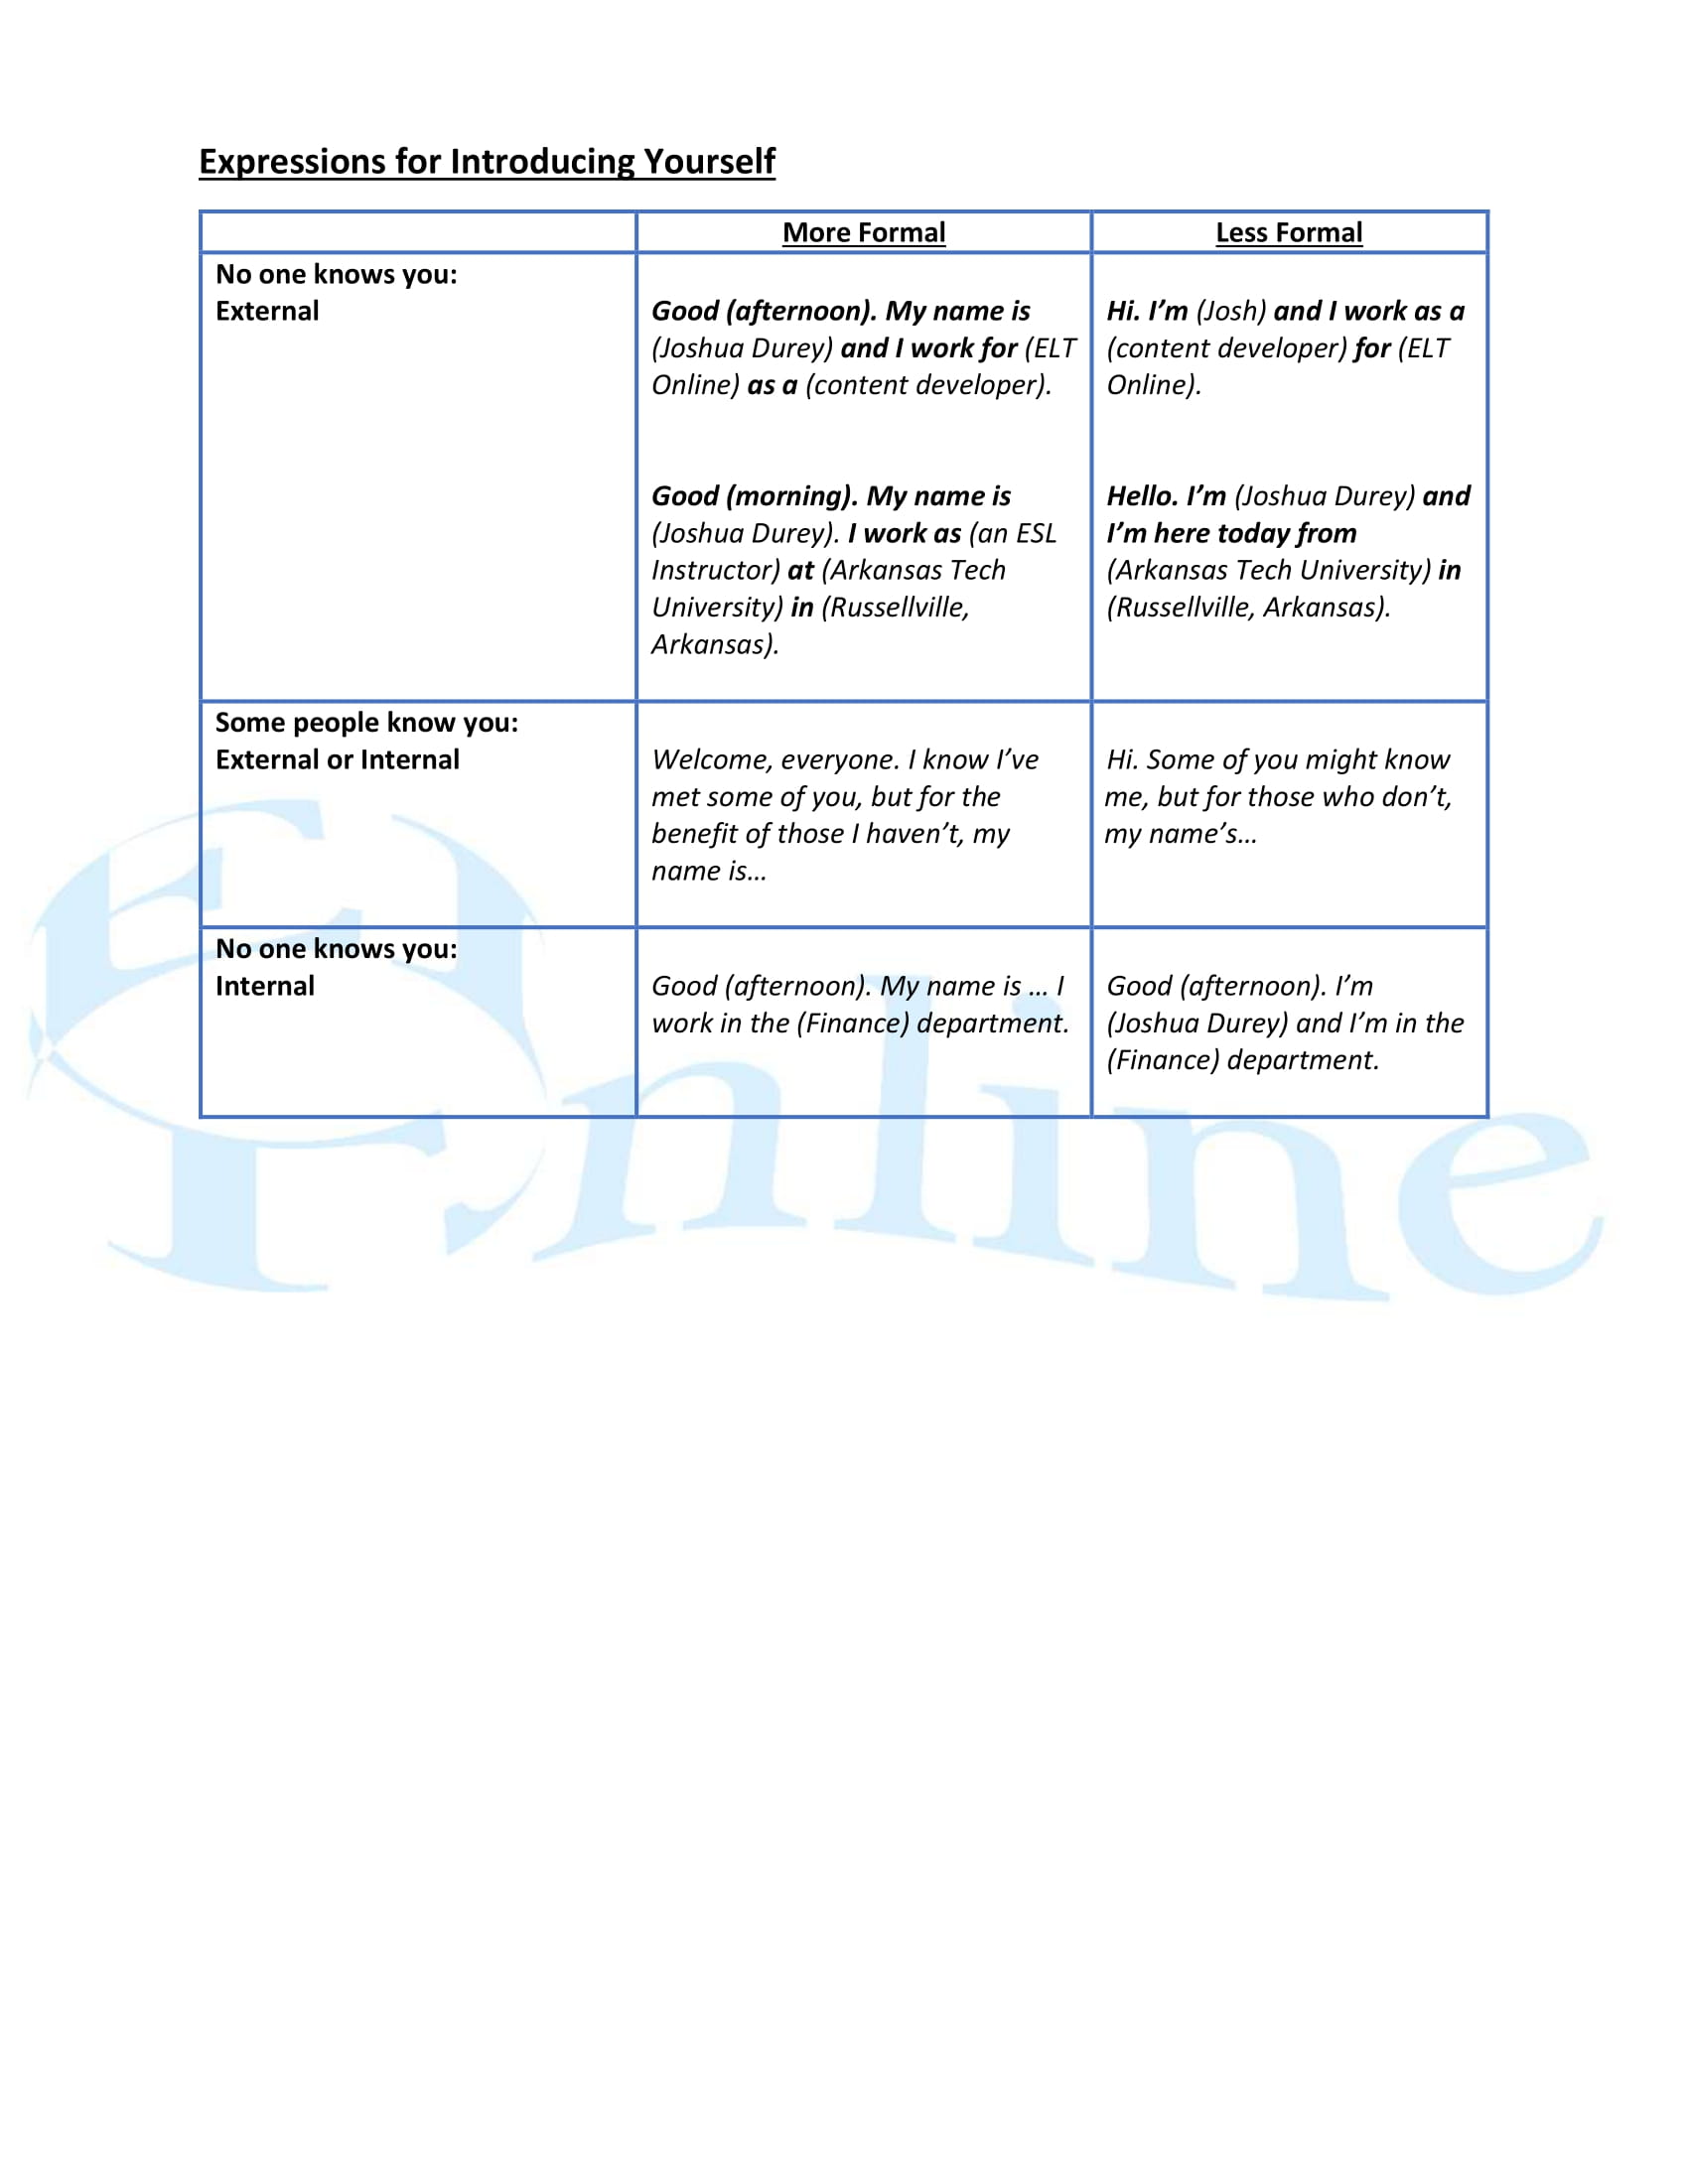 Expressions for Introducing Yourself
More Formal
Less Formal
No one knows you:
External
Good (afternoon). My name is
(Joshua Durey) and I work for (ELT
Online) as a (content developer).
Good (morning). My name is
(Joshua Durey). I work as (an ESL
Instructor) at (Arkansas Tech
University) in (Russellville,
Arkansas).
Hi. I’m (Josh) and I work as a
(content developer) for (ELT
Online).
Hello. I’m (Joshua Durey) and
I’m here today from
(Arkansas Tech University) in
(Russellville, Arkansas).
Some people know you:
External or Internal
Welcome, everyone. I know I’ve
met some of you, but for the
benefit of those I haven’t, my
name is…
Hi. Some of you might know
me, but for those who don’t,
my name’s…
No one knows you:
Internal
Good (afternoon). My name is … I
work in the (Finance) department.
Good (afternoon). I’m
(Joshua Durey) and I’m in the
(Finance) department.
ELT Online